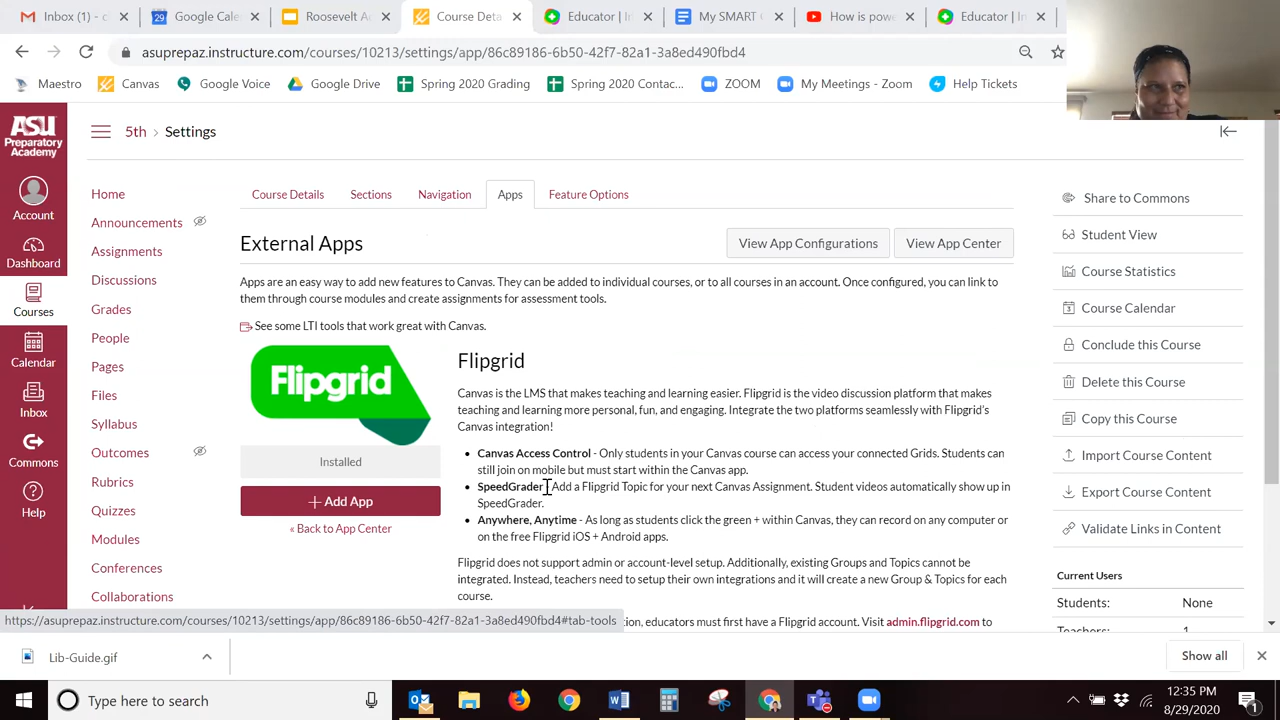 Inbox (
Google Cal
Roosevelt A
Course Deta
Educator | In
My SMART
How is powe
Educator | In
asuprepaz.instructure.com/courses/10213/settings/app/86c89186-6b50-42f7-82a1-3a8ed490fbd4
Maestro
Canvas
Google Voice
Google Drive
Spring 2020 Grading
Spring 2020 Contac...
ZOOM
My Meetings - Zoom
Help Tickets
ASU
Preparatory
Academy
Account
Dashboard
Courses
Calendar
Inbox
Commons
Help
5th › Settings
Home
Announcements
Assignments
Discussions
Grades
People
Pages
Files
Syllabus
Outcomes
Rubrics
Quizzes
Modules
Conferences
Collaborations
Course Details
Sections
Navigation
Apps
Feature Options
External Apps
View App Configurations
View App Center
Apps are an easy way to add new features to Canvas. They can be added to individual courses, or to all courses in an account. Once configured, you can link to
them through course modules and create assignments for assessment tools.
See some LTI tools that work great with Canvas.
Flipgrid
Installed
+ Add App
« Back to App Center
Flipgrid
Canvas is the LMS that makes teaching and learning easier. Flipgrid is the video discussion platform that makes
teaching and learning more personal, fun, and engaging. Integrate the two platforms seamlessly with Flipgrid's
Canvas integration!
• Canvas Access Control - Only students in your Canvas course can access your connected Grids. Students can
still join on mobile but must start within the Canvas app.
• SpeedGrader - Add a Flipgrid Topic for your next Canvas Assignment. Student videos automatically show up in
SpeedGrader.
• Anywhere, Anytime - As long as students click the green + within Canvas, they can record on any computer or
on the free Flipgrid iOS + Android apps.
Flipgrid does not support admin or account-level setup. Additionally, existing Groups and Topics cannot be
integrated. Instead, teachers need to setup their own integrations and it will create a new Group & Topics for each
course.
tion, educators must first have a Flipgrid account. Visit admin.flipgrid.com to
Share to Commons
Student View
Course Statistics
Course Calendar
Conclude this Course
Delete this Course
Copy this Course
Import Course Content
Export Course Content
Validate Links in Content
Current Users
Students: None
Teachers: 1
https://asuprepaz.instructure.com/courses/10213/settings/app/86c89186-6b50-42f7-82a1-3a8ed490fbd4#tab-tools
Lib-Guide.gif
Show all
Type here to search
12:35 PM
8/29/2020